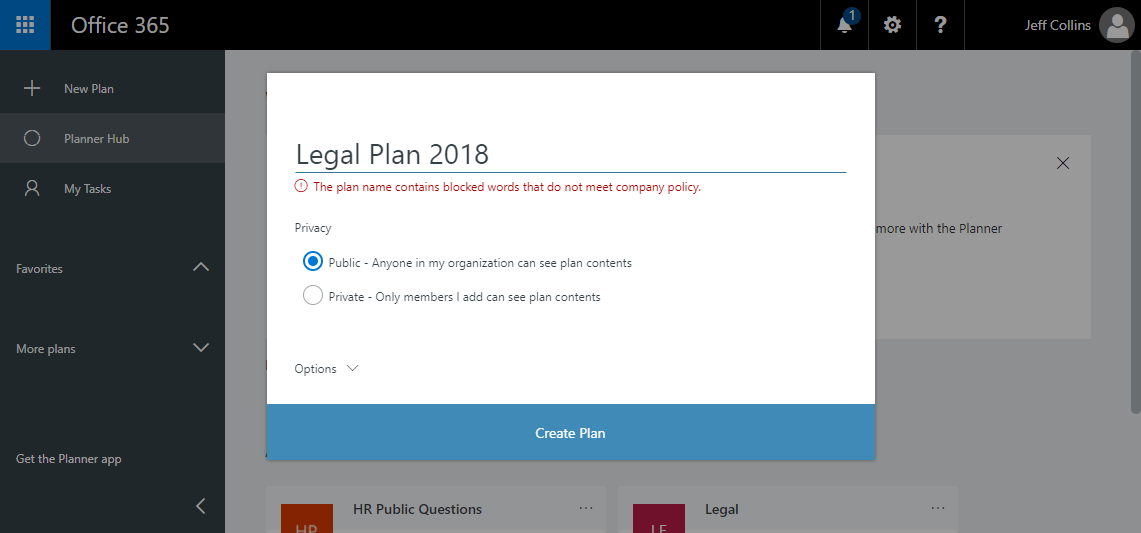 Office 365
1
?
Jeff Collins
New Plan
Planner Hub
My Tasks
Favorites
More plans
Get the Planner app
Legal Plan 2018
The plan name contains blocked words that do not meet company policy.
Privacy
Public - Anyone in my organization can see plan contents
Private - Only members I add can see plan contents
Options
Create Plan
more with the Planner
HR
HR Public Questions
...
LE
Legal
...